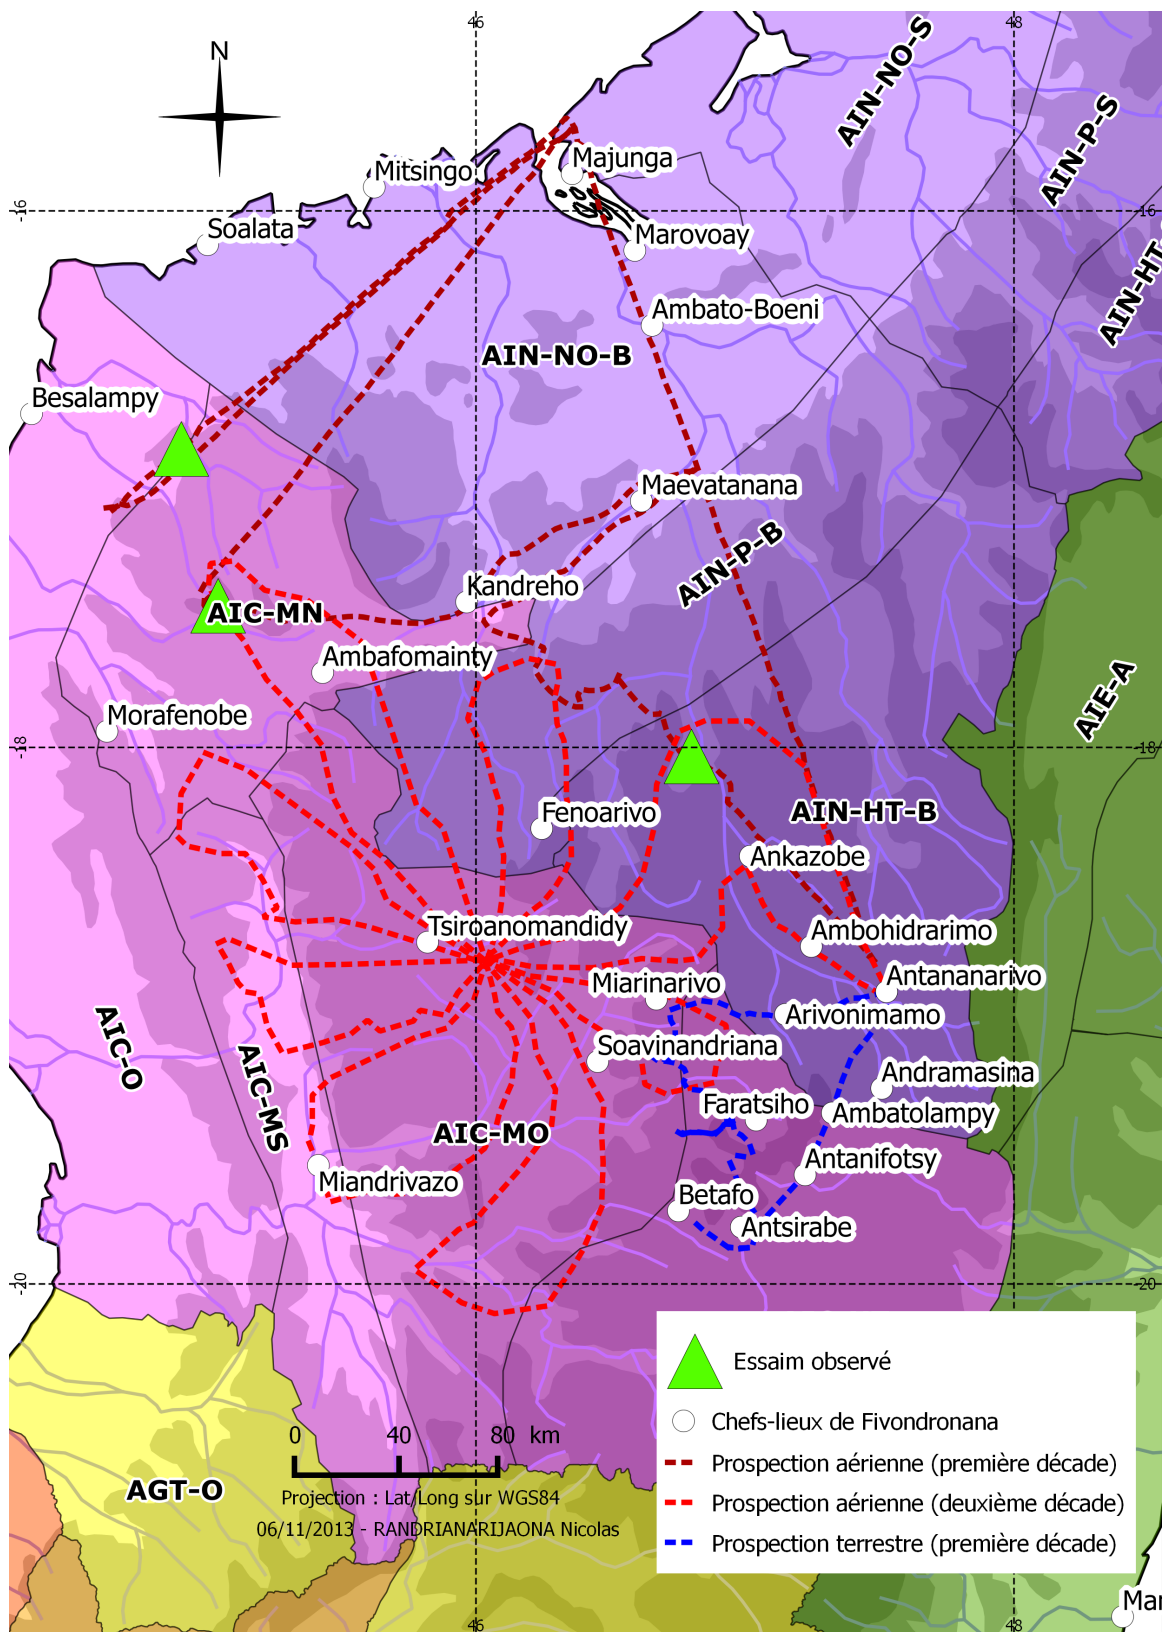 46
48
N
AIN-NO-S
AIN-P-S
Majunga
Mitsingo
-16
-16
Soalata
Marovoay
AIN-HT
Ambato-Boeni
AIN-NO-B
Besalampy
Maevatanana
AIN-P-B
Kandreho
AIC-MN
Ambafomainty
AIE-A
Morafenobe
-18
-18
Fenoarivo
AIN-HT-B
Ankazobe
Tsiroanomandidy
Ambohidrarimo
Miarinarivo
Antananarivo
Arivonimamo
AIC-O
Soavinandriana
AIC-MS
Andramasina
Faratsiho
Ambatolampy
AIC-MO
Antanifotsy
Miandrivazo
Betafo
Antsirabe
-20
-20
Essaim observé
Chefs-lieux de Fivondronana
Prospection aérienne (première décade)
Prospection aérienne (deuxième décade)
Prospection terrestre (première décade)
0 40 80 km
AGT-O
Projection : Lat/Long sur WGS84
06/11/2013 - RANDRIANARIJAONA Nicolas
Mar
46
48